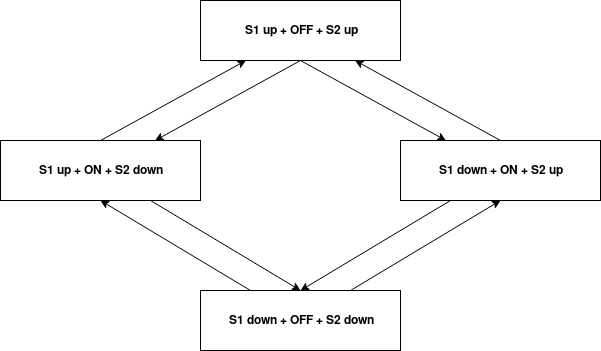 S1 up + OFF + S2 up
S1 up + ON + S2 down
S1 down + ON + S2 up
S1 down + OFF + S2 down